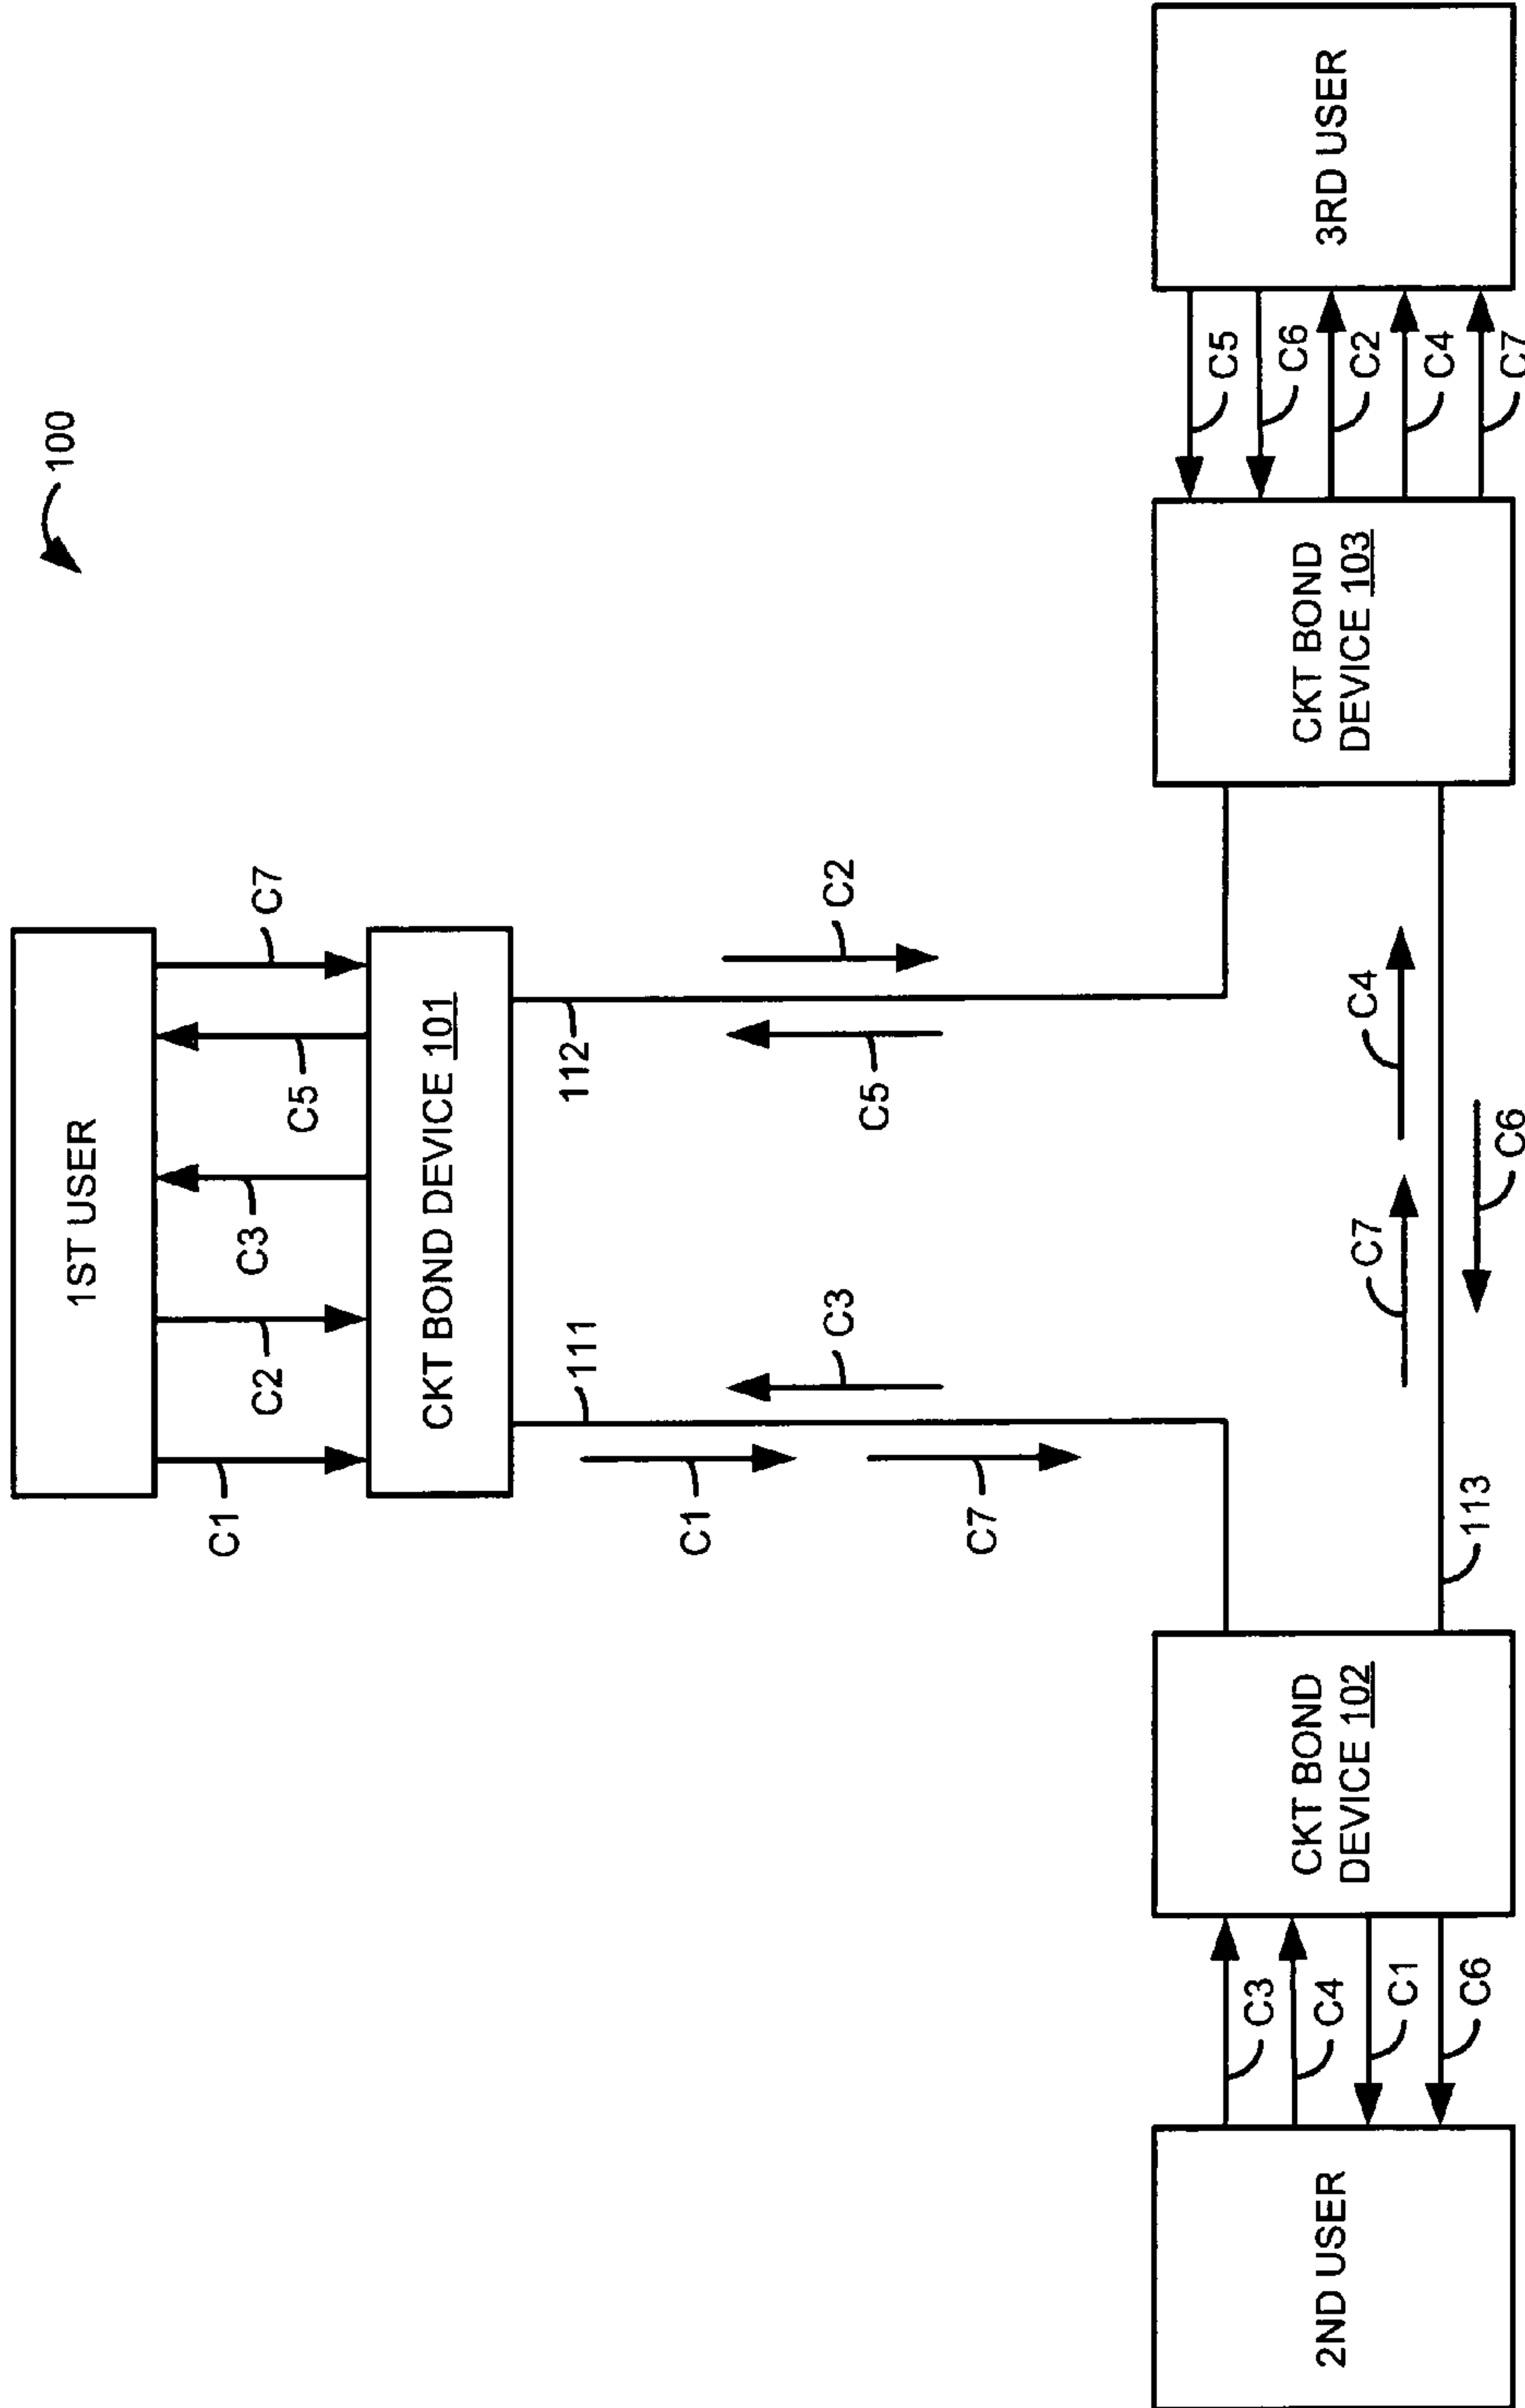 100
1ST USER
C1
C2
C3
C5
C7
CKT BOND DEVICE 101
111
112
C1
C7
C3
C5
C2
2ND USER
C3
C4
C1
C6
CKT BOND
DEVICE 102
113
C7
C4
C6
CKT BOND
DEVICE 103
C5
C6
C2
C4
C7
3RD USER